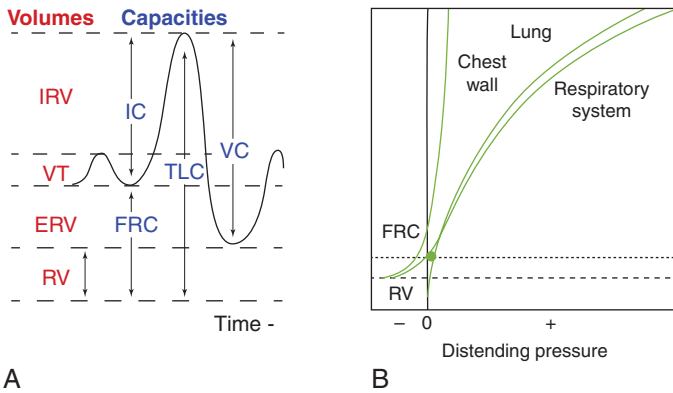 Volumes Capacities
IRV
IC
VT
TLC
VC
ERV
FRC
RV
Time -
A
Lung
Chest
wall
Respiratory
system
FRC
RV
– 0 +
Distending pressure
B